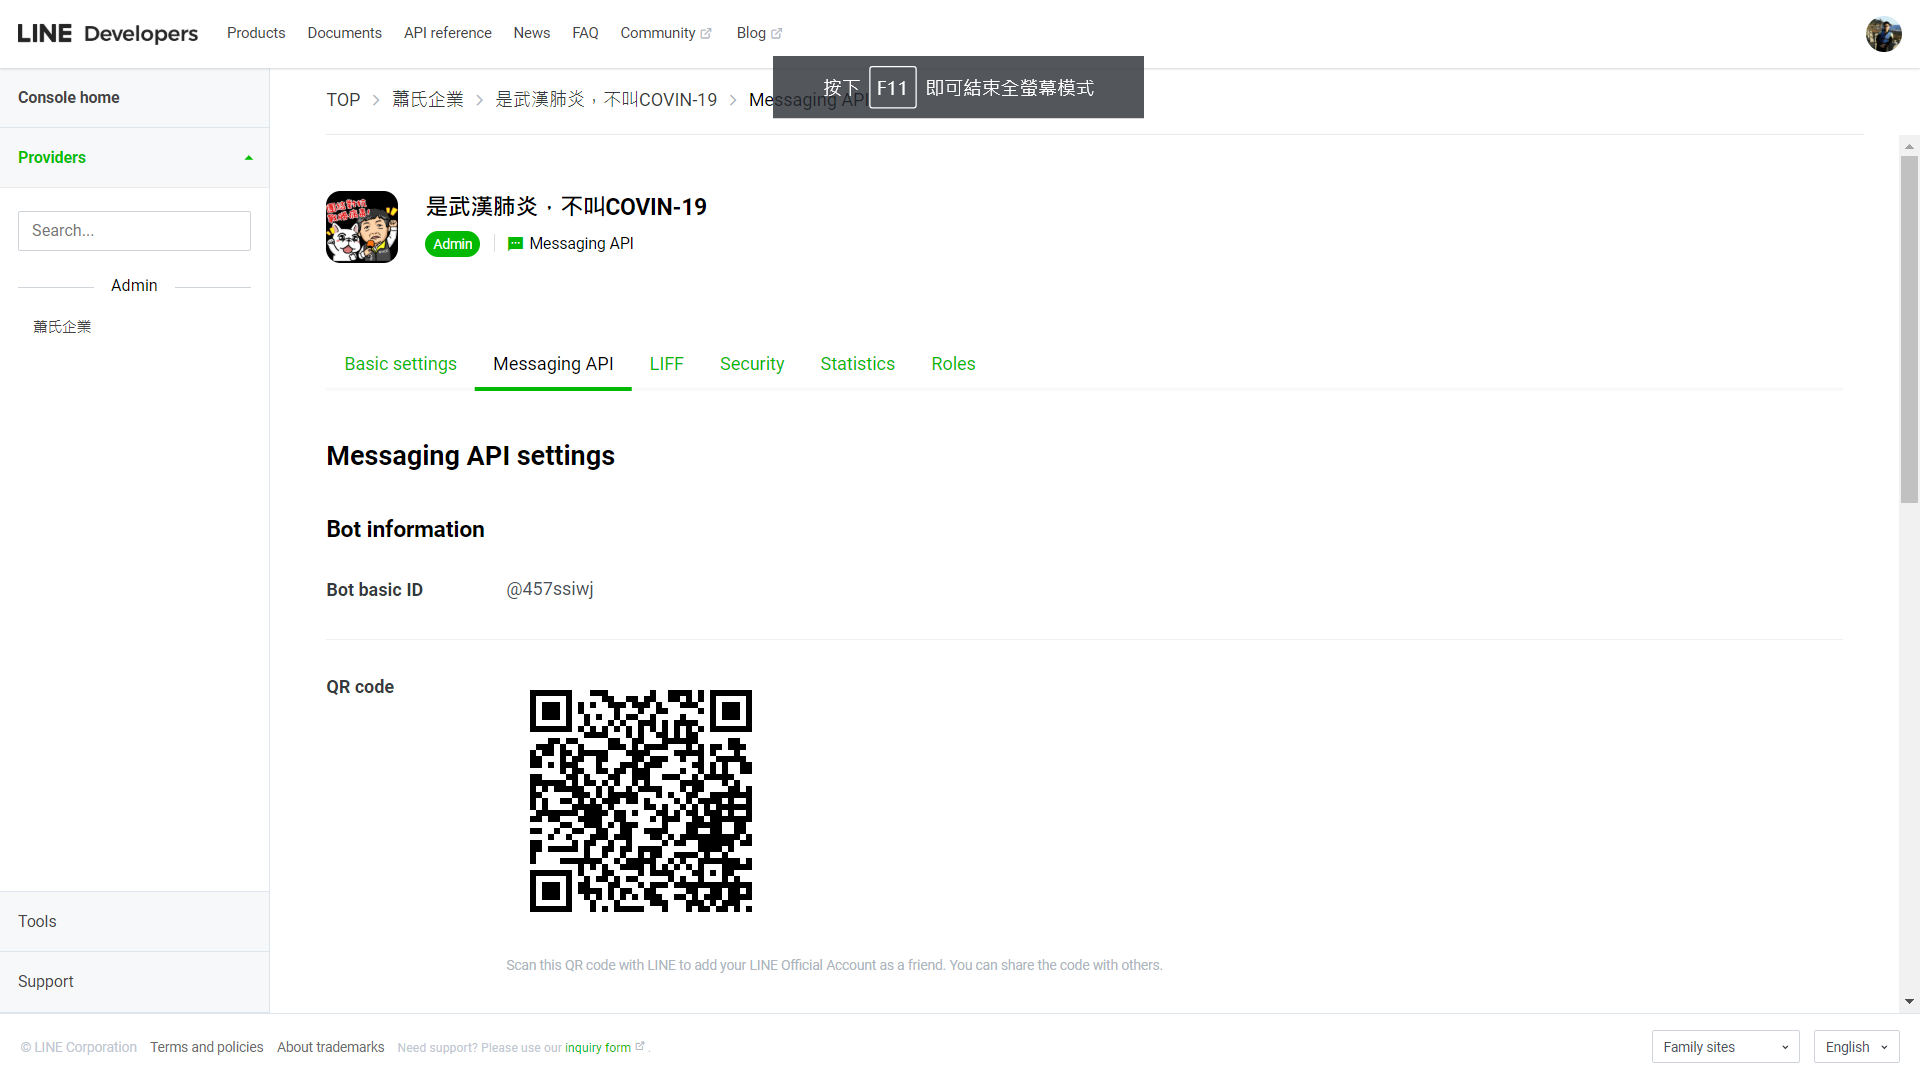 LINE Developers
Products Documents API reference News FAQ Community Blog
按下 F11 即可結束全螢幕模式
Console home
Providers
Search...
Admin
蕭氏企業
Tools
Support
TOP > 蕭氏企業 > 是武漢肺炎，不叫COVIN-19 > Messaging API
是武漢肺炎，不叫COVIN-19
Admin Messaging API
Basic settings Messaging API LIFF Security Statistics Roles
Messaging API settings
Bot information
Bot basic ID @457ssiwj
QR code
Scan this QR code with LINE to add your LINE Official Account as a friend. You can share the code with others.
© LINE Corporation Terms and policies About trademarks Need support? Please use our inquiry form .
Family sites English